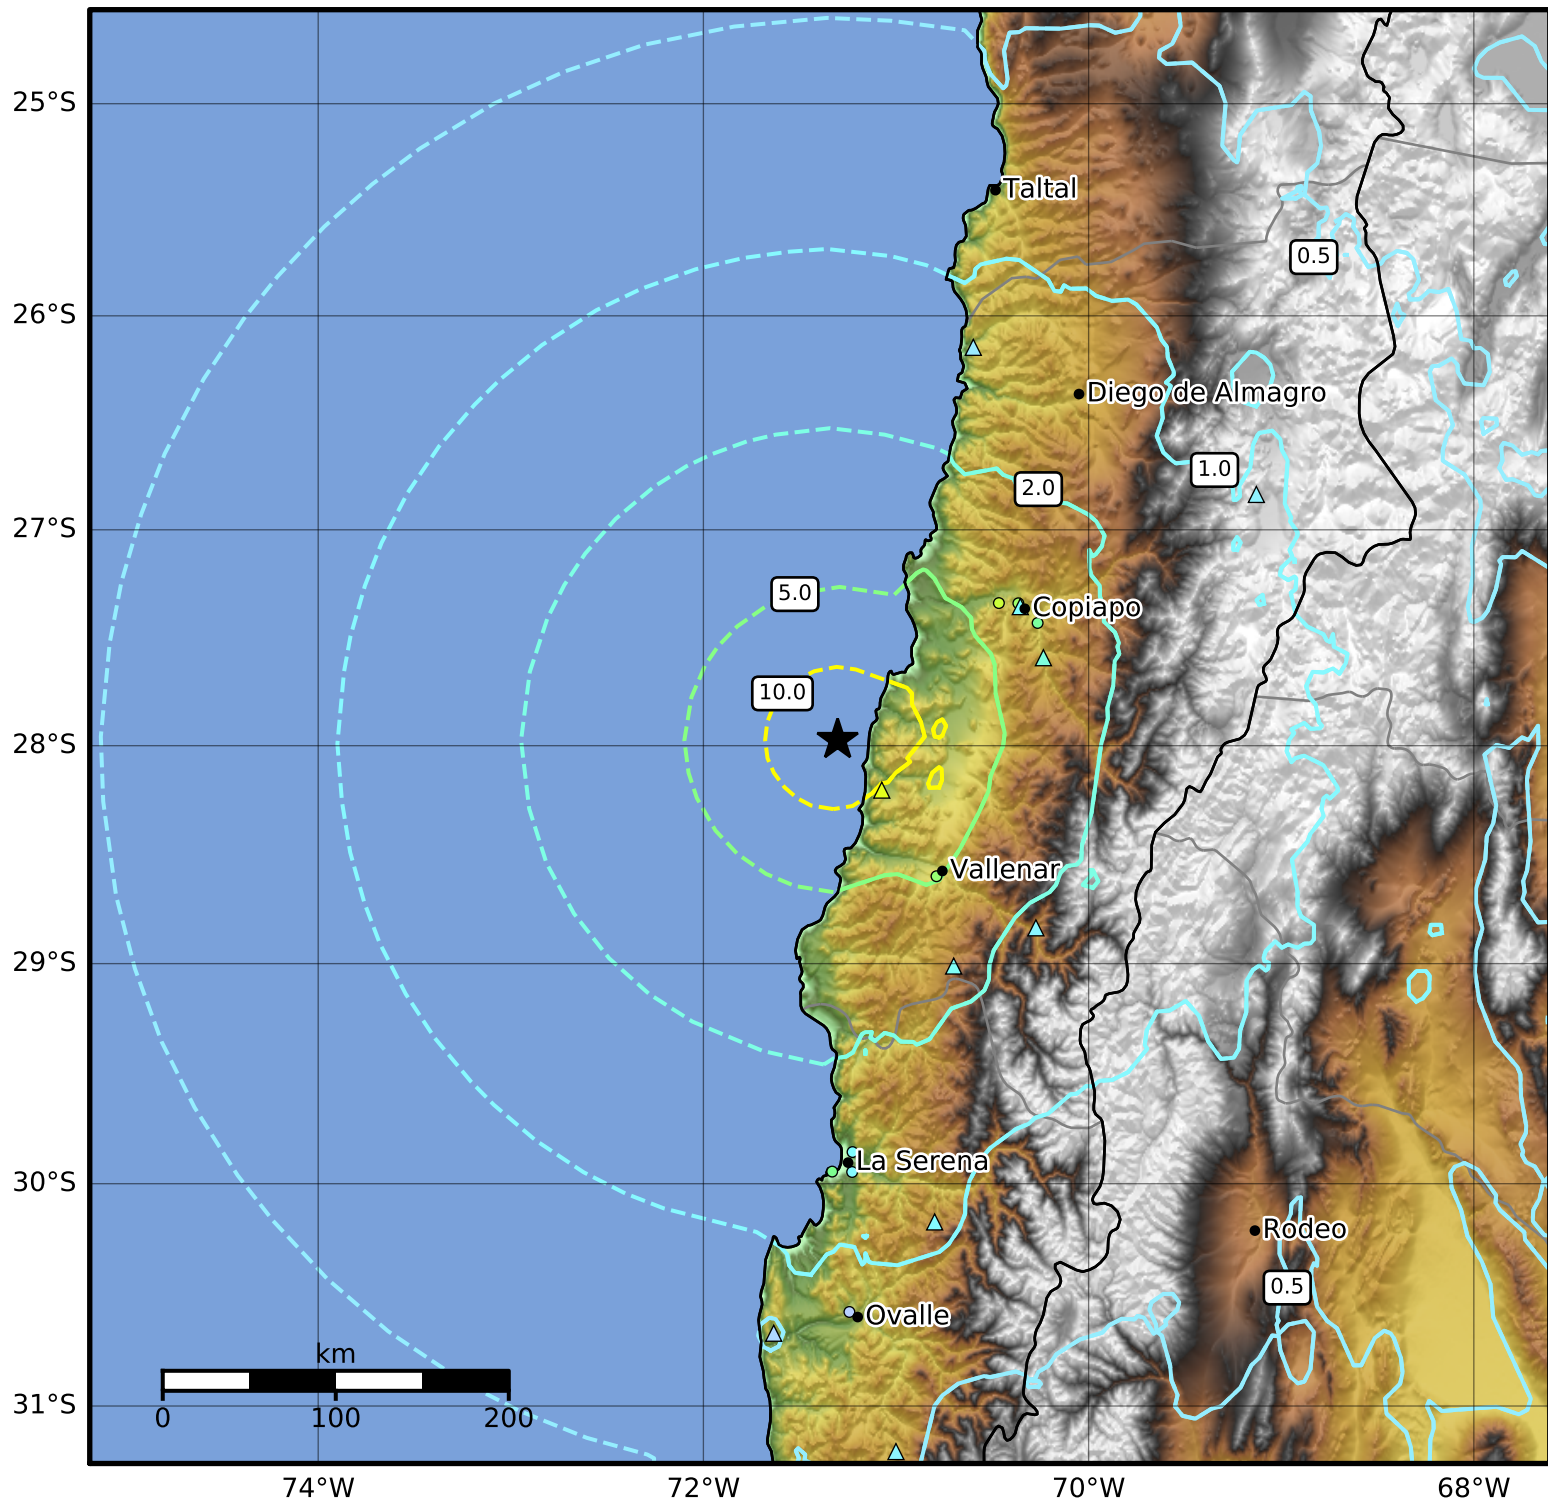 25°S
Taltal
0.5
26°S
Diego de Almagro
1.0
2.0
27°S
5.0
Copiapo
10.0
28°S
Vallenar
29°S
La Serena
30°S
Rodeo
0.5
Ovalle
km
0 100 200
31°S
74°W 72°W 70°W 68°W